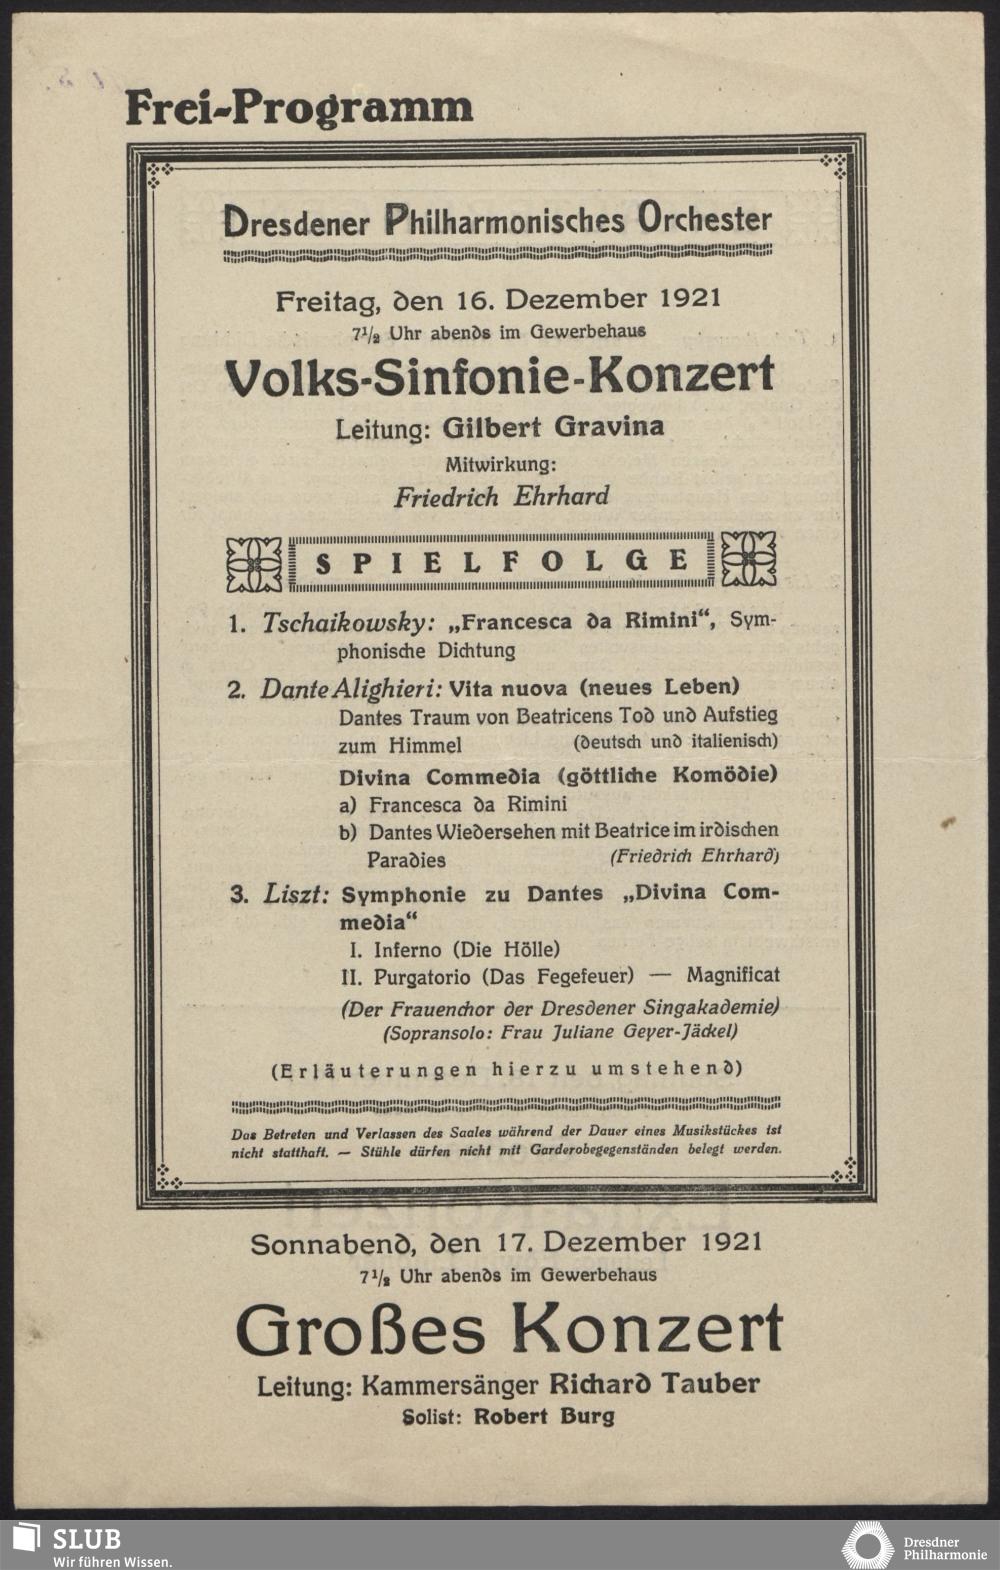 Frei-Programm
Dresdener Philharmonisches Orchester
Freitag, den 16. Dezember 1921
7½ Uhr abends im Gewerbehaus
Volks-Sinfonie-Konzert
Leitung: Gilbert Gravina
Mitwirkung:
Friedrich Ehrhard
SPIELFOLGE
1. Tschaikowsky: „Francesca da Rimini“, Sym-
phonische Dichtung
2. Dante Alighieri: Vita nuova (neues Leben)
Dantes Traum von Beatricens Tod und Aufstieg
zum Himmel (deutsch und italienisch)
Divina Commedia (göttliche Komödie)
a) Francesca da Rimini
b) Dantes Wiedersehen mit Beatrice im irdischen
Paradies (Friedrich Ehrhard)
3. Liszt: Symphonie zu Dantes „Divina Com-
media“
I. Inferno (Die Hölle)
II. Purgatorio (Das Fegefeuer) — Magnificat
(Der Frauenchor der Dresdener Singakademie)
(Sopransolo: Frau Juliane Geyer-Jäckel)
(Erläuterungen hierzu umstehend)
Das Betreten und Verlassen des Saales während der Dauer eines Musikstückes ist
nicht statthaft. — Stühle dürfen nicht mit Garderobegegenständen belegt werden.
Sonnabend, den 17. Dezember 1921
7½ Uhr abends im Gewerbehaus
Großes Konzert
Leitung: Kammersänger Richard Tauber
Solist: Robert Burg
SLUB
Wir führen Wissen.
Dresdner
Philharmonie